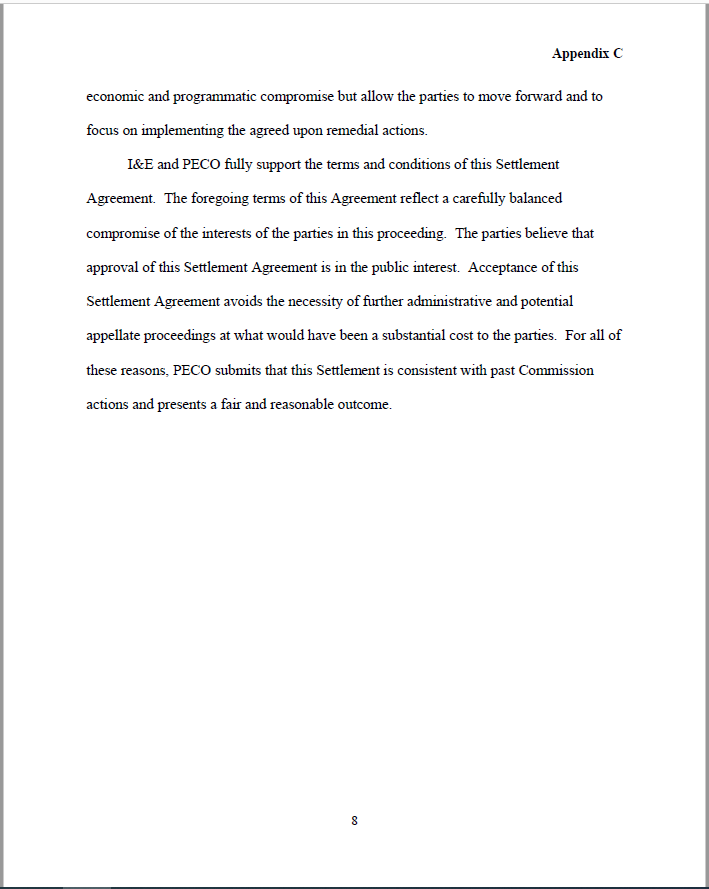 Appendix C
economic and programmatic compromise but allow the parties to move forward and to
focus on implementing the agreed upon remedial actions.
I&E and PECO fully support the terms and conditions of this Settlement
Agreement.  The foregoing terms of this Agreement reflect a carefully balanced
compromise of the interests of the parties in this proceeding.  The parties believe that
approval of this Settlement Agreement is in the public interest.  Acceptance of this
Settlement Agreement avoids the necessity of further administrative and potential
appellate proceedings at what would have been a substantial cost to the parties.  For all of
these reasons, PECO submits that this Settlement is consistent with past Commission
actions and presents a fair and reasonable outcome.
8